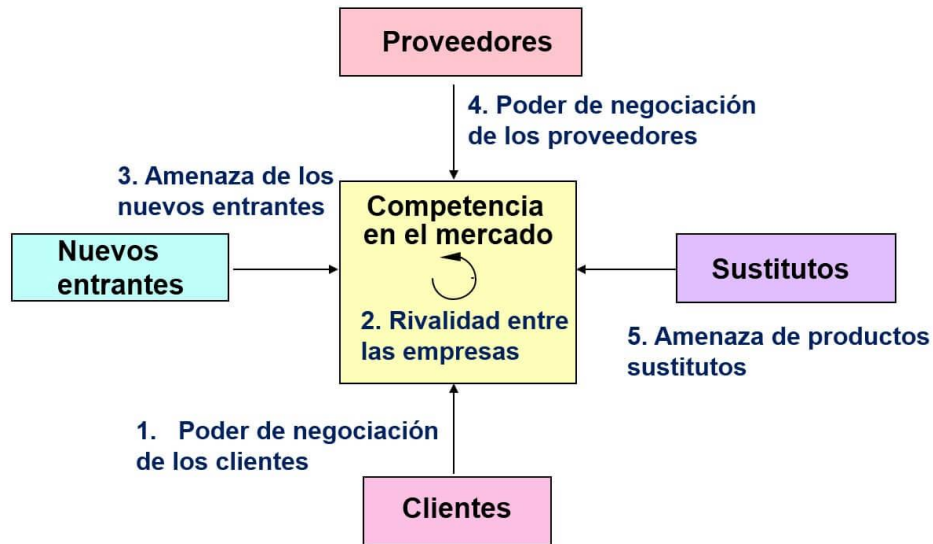 Proveedores
4. Poder de negociación
de los proveedores
3. Amenaza de los
nuevos entrantes
Competencia
en el mercado
Nuevos
entrantes
Sustitutos
2. Rivalidad entre
las empresas
5. Amenaza de productos
sustitutos
1. Poder de negociación
de los clientes
Clientes